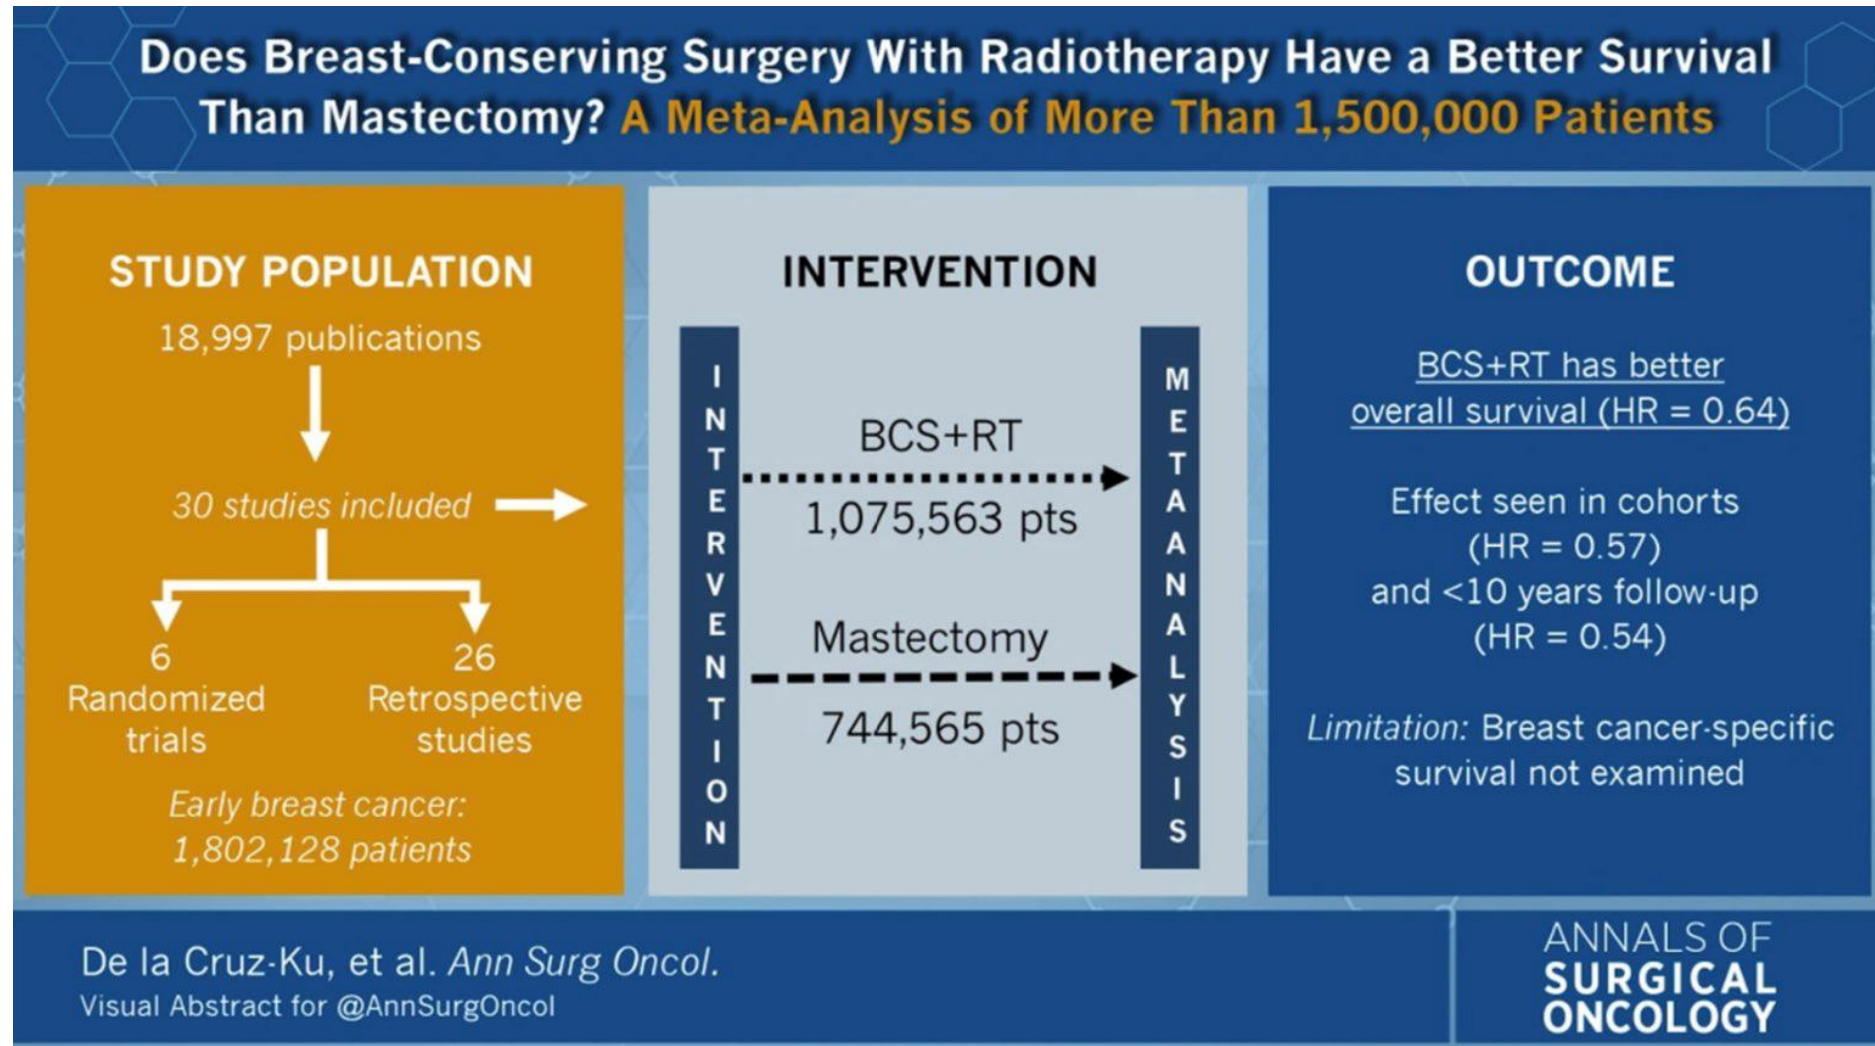 Does Breast-Conserving Surgery With Radiotherapy Have a Better Survival
Than Mastectomy? A Meta-Analysis of More Than 1,500,000 Patients
STUDY POPULATION
18,997 publications
30 studies included
6
Randomized
trials
26
Retrospective
studies
Early breast cancer:
1,802,128 patients
INTERVENTION
INTERVENTION
BCS+RT
1,075,563 pts
Mastectomy
744,565 pts
METAANALYSIS
OUTCOME
BCS+RT has better
overall survival (HR = 0.64)
Effect seen in cohorts
(HR = 0.57)
and <10 years follow-up
(HR = 0.54)
Limitation: Breast cancer-specific
survival not examined
De la Cruz-Ku, et al. Ann Surg Oncol.
Visual Abstract for @AnnSurgOncol
ANNALS OF
SURGICAL
ONCOLOGY